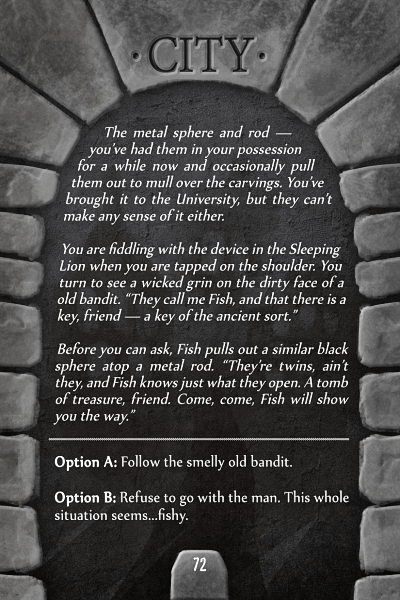 ·CITY·
The metal sphere and rod —
you’ve had them in your possession
for a while now and occasionally pull
them out to mull over the carvings. You’ve
brought it to the University, but they can’t
make any sense of it either.
You are fiddling with the device in the Sleeping
Lion when you are tapped on the shoulder. You
turn to see a wicked grin on the dirty face of a
old bandit. “They call me Fish, and that there is a
key, friend — a key of the ancient sort.”
Before you can ask, Fish pulls out a similar black
sphere atop a metal rod. “They’re twins, ain’t
they, and Fish knows just what they open. A tomb
of treasure, friend. Come, come, Fish will show
you the way.”
Option A: Follow the smelly old bandit.
Option B: Refuse to go with the man. This whole
situation seems...fishy.
72